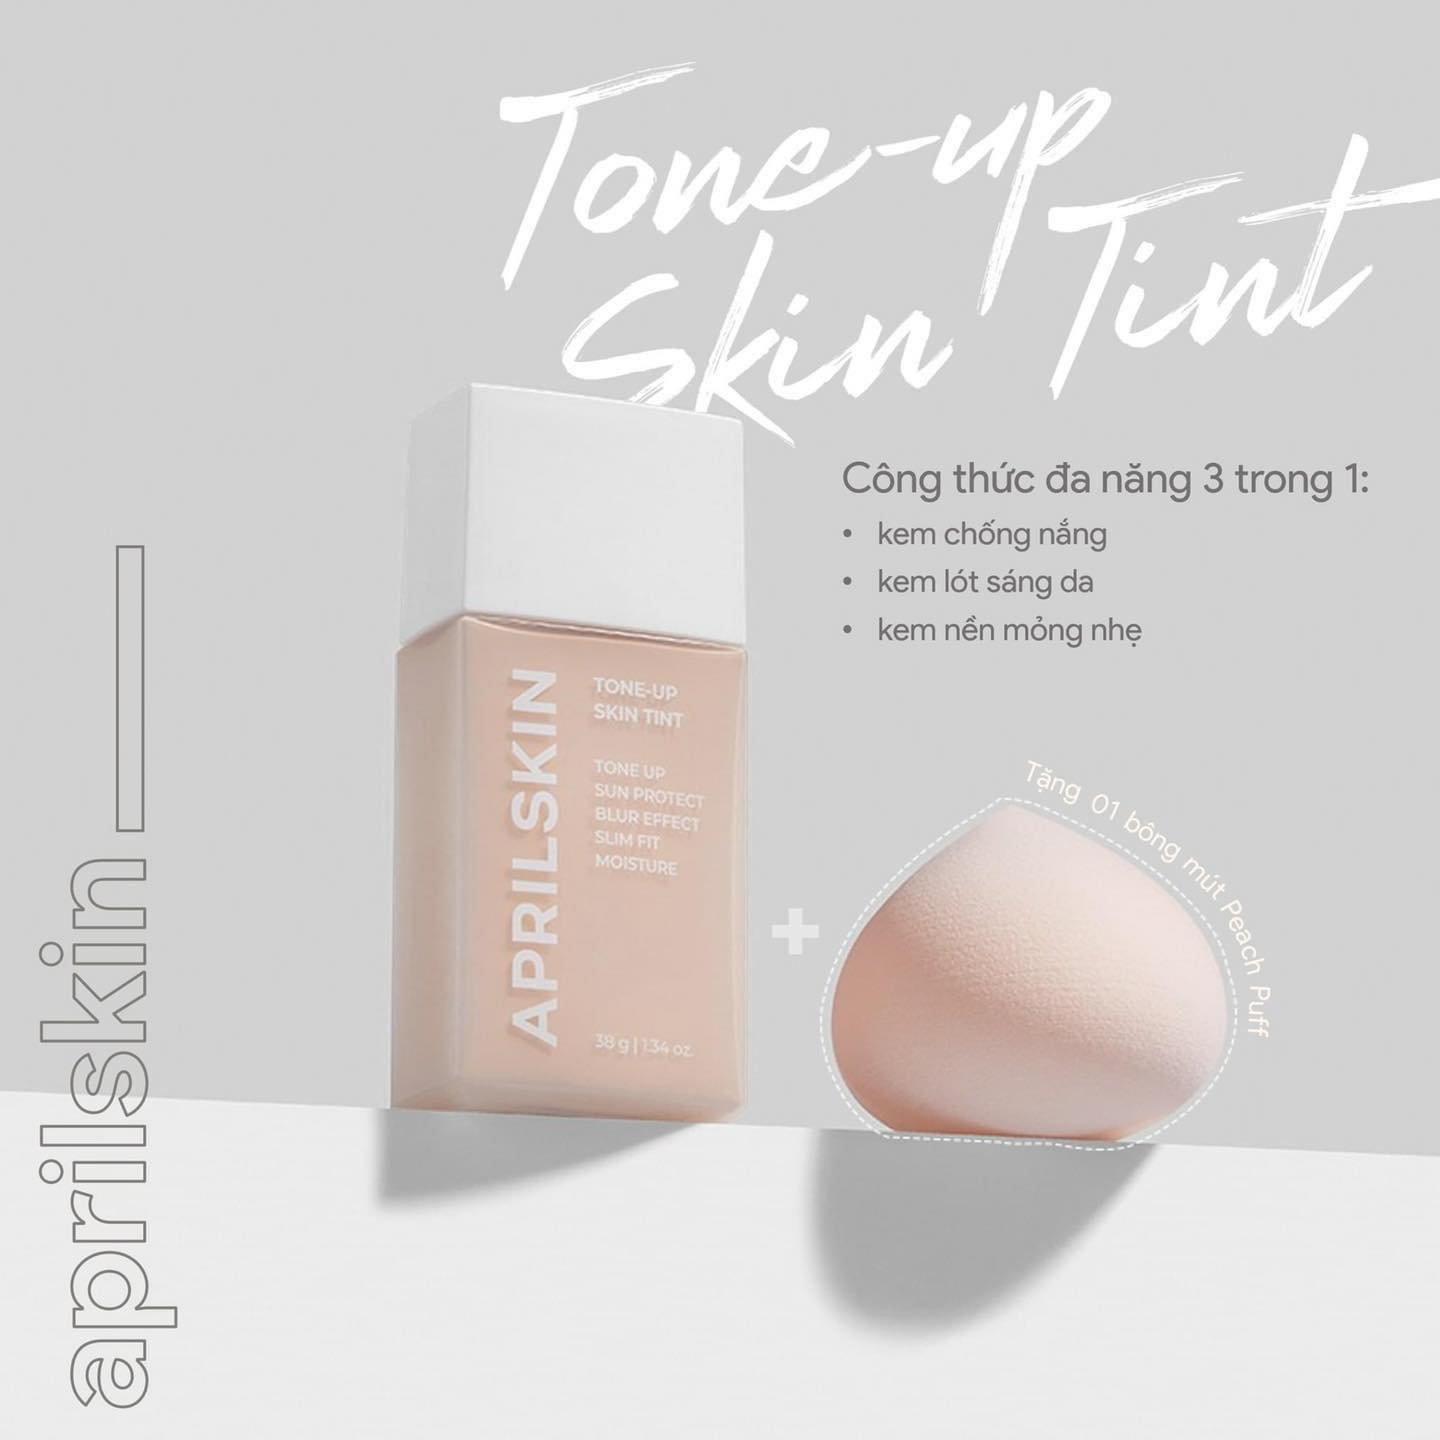 Tone-up
Skin Tint
Công thức đa năng 3 trong 1:
• kem chống nắng
• kem lót sáng da
• kem nền mỏng nhẹ
APRILSKIN
TONE-UP
SKIN TINT
TONE UP
SUN PROTECT
BLUR EFFECT
SLIM FIT
MOISTURE
38 g | 1.34 oz.
+
Tặng 01 bông mút Peach Puff
aprilskin